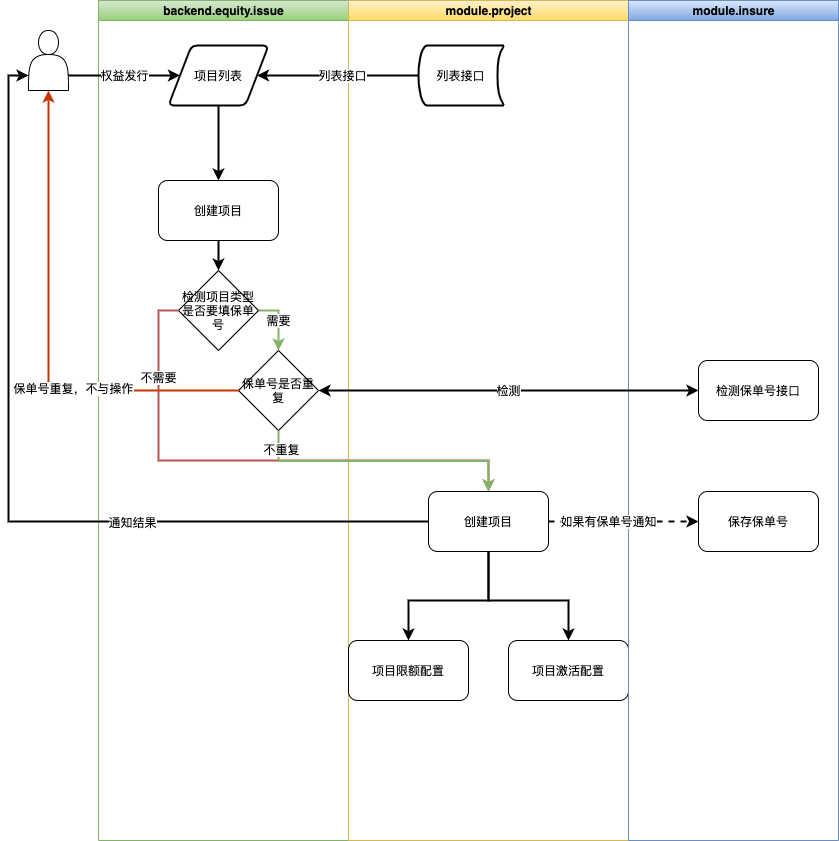 backend.equity.issue
module.project
module.insure
权益发行
项目列表
列表接口
列表接口
创建项目
检测项目类型
是否要填保单
号
需要
不需要
保单号重复，不与操作
保单号是否重
复
检测
检测保单号接口
不重复
通知结果
创建项目
如果有保单号通知
保存保单号
项目限额配置
项目激活配置